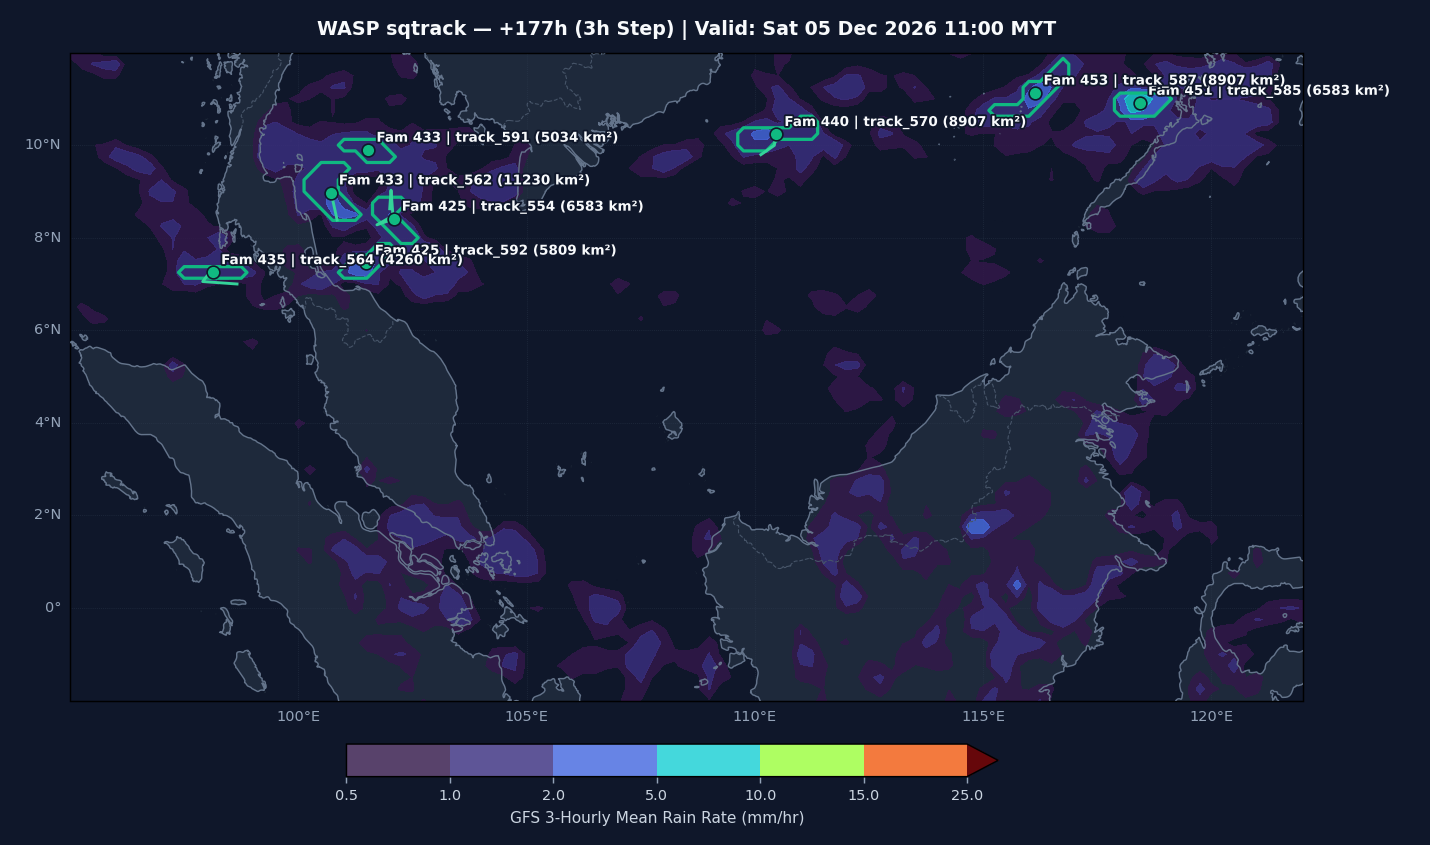 WASP sqtrack — +177h (3h Step) | Valid: Sat 05 Dec 2026 11:00 MYT
Fam 453 | track_587 (8907 km²)
Fam 451 | track_585 (6583 km²)
Fam 440 | track_570 (8907 km²)
Fam 433 | track_591 (5034 km²)
Fam 433 | track_562 (11230 km²)
Fam 425 | track_554 (6583 km²)
Fam 425 | track_592 (5809 km²)
Fam 435 | track_564 (4260 km²)
10°N
8°N
6°N
4°N
2°N
0°
100°E 105°E 110°E 115°E 120°E
0.5 1.0 2.0 5.0 10.0 15.0 25.0
GFS 3-Hourly Mean Rain Rate (mm/hr)